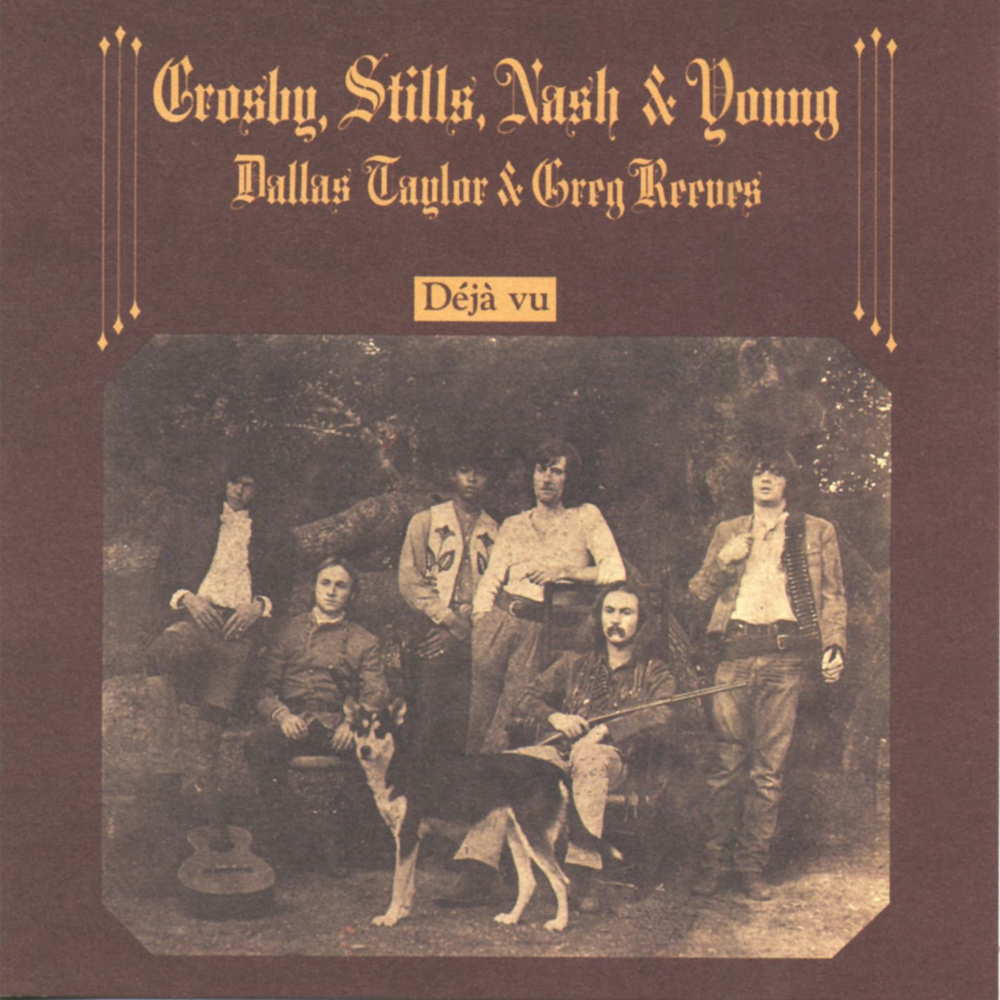 Crosby, Stills, Nash & Young
Dallas Taylor & Greg Reeves
Déjà vu